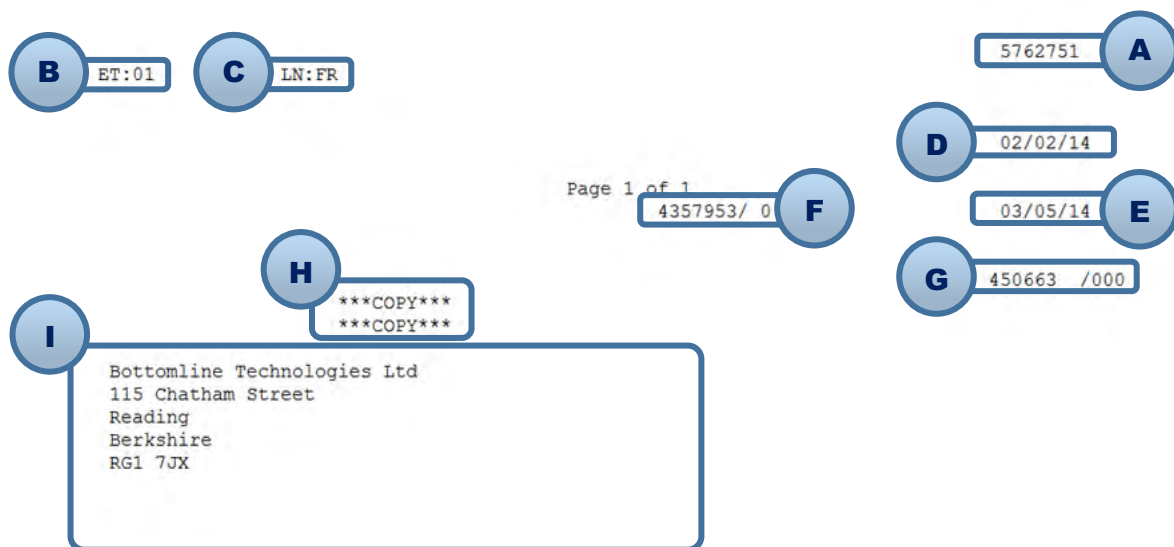 5762751 A
B ET:01 C LN:FR
D 02/02/14
Page 1 of 1
4357953/ 0 F 03/05/14 E
G 450663 /000
H
***COPY***
***COPY***
I
Bottomline Technologies Ltd
115 Chatham Street
Reading
Berkshire
RG1 7JX